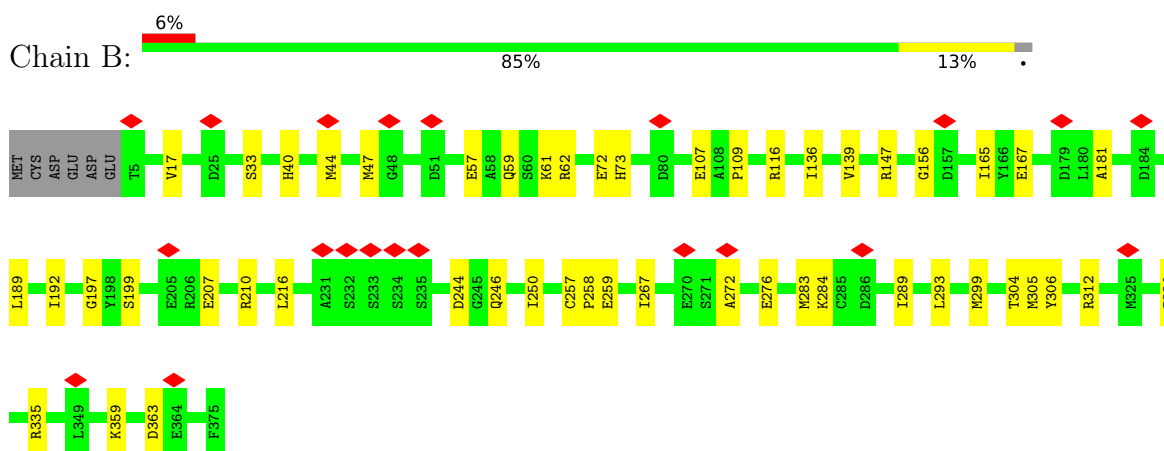 6%
Chain B:
85% 13% •
MET CYS ASP GLU ASP GLU T5 V17 D25 S33 H40 M44 M47 G48 D51 E57 A58 Q59 S60 K61 R62 E72 H73 D80 E107 A108 P109 R116 I136 V139 R147 G156 D157 I165 Y166 E167 D179 L180 A181 D184
L189 I192 G197 Y198 S199 E205 R206 E207 R210 L216 A231 S232 S233 S234 S235 D244 G245 Q246 I250 C257 P258 E259 I267 E270 S271 A272 E276 M283 K284 C285 D286 I289 L293 M299 T304 M305 Y306 R312 M325
R335 L349 K359 D363 E364 F375